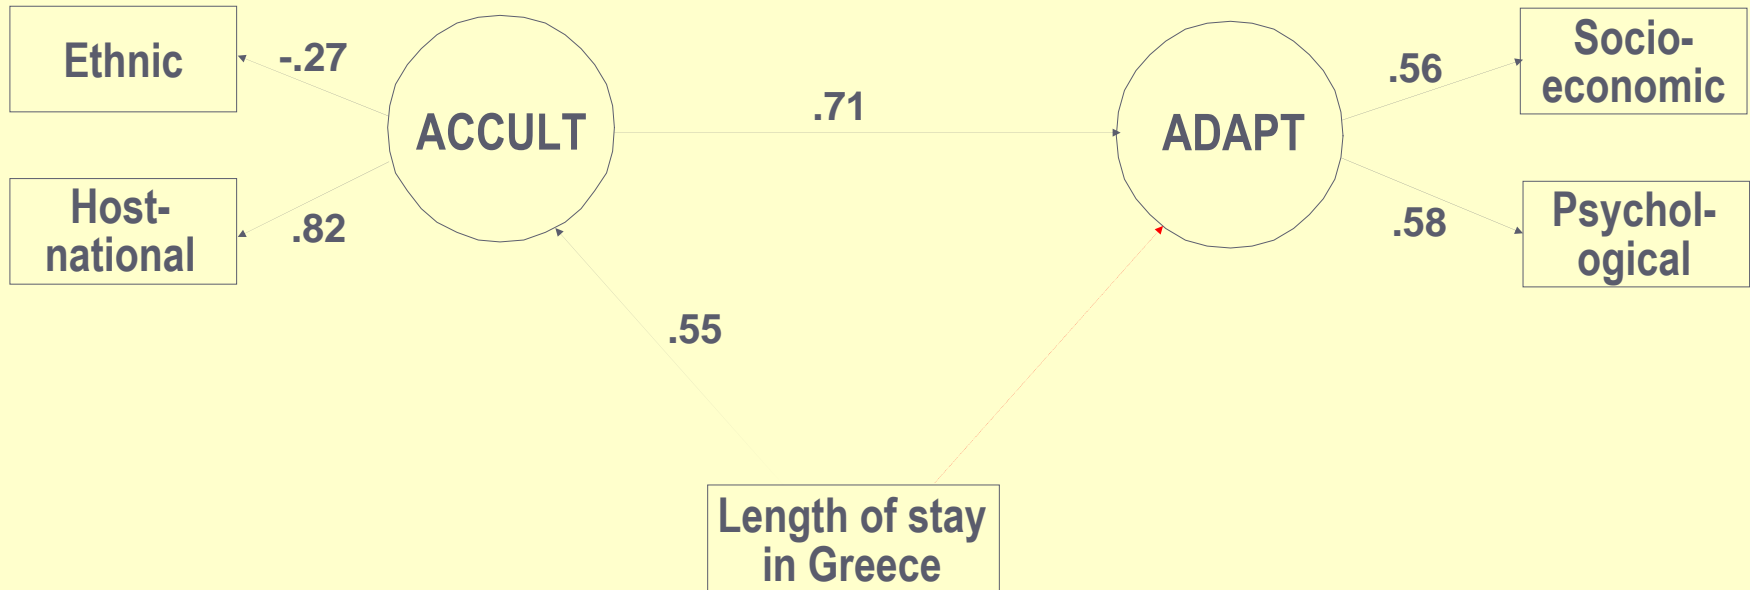 Ethnic
-.27
ACCULT
.71
ADAPT
.56
Socio-
economic
Host-
national
.82
.58
Psychol-
ogical
.55
Length of stay
in Greece